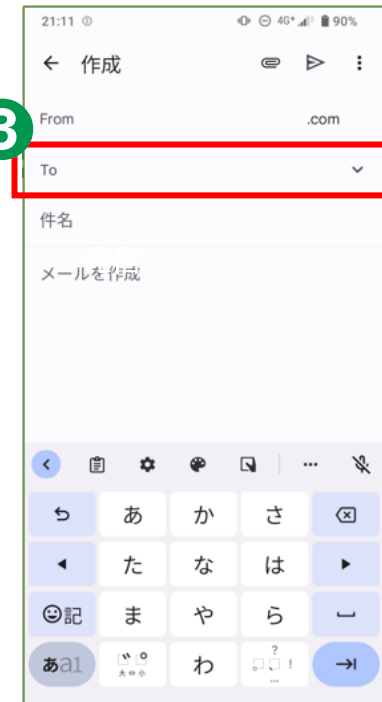 21:11 4G+ 90%
作成
3
From .com
To
件名
メールを作成
あ か さ
た な は
記 ま や ら
あa1 大⇔小 わ ? ! …